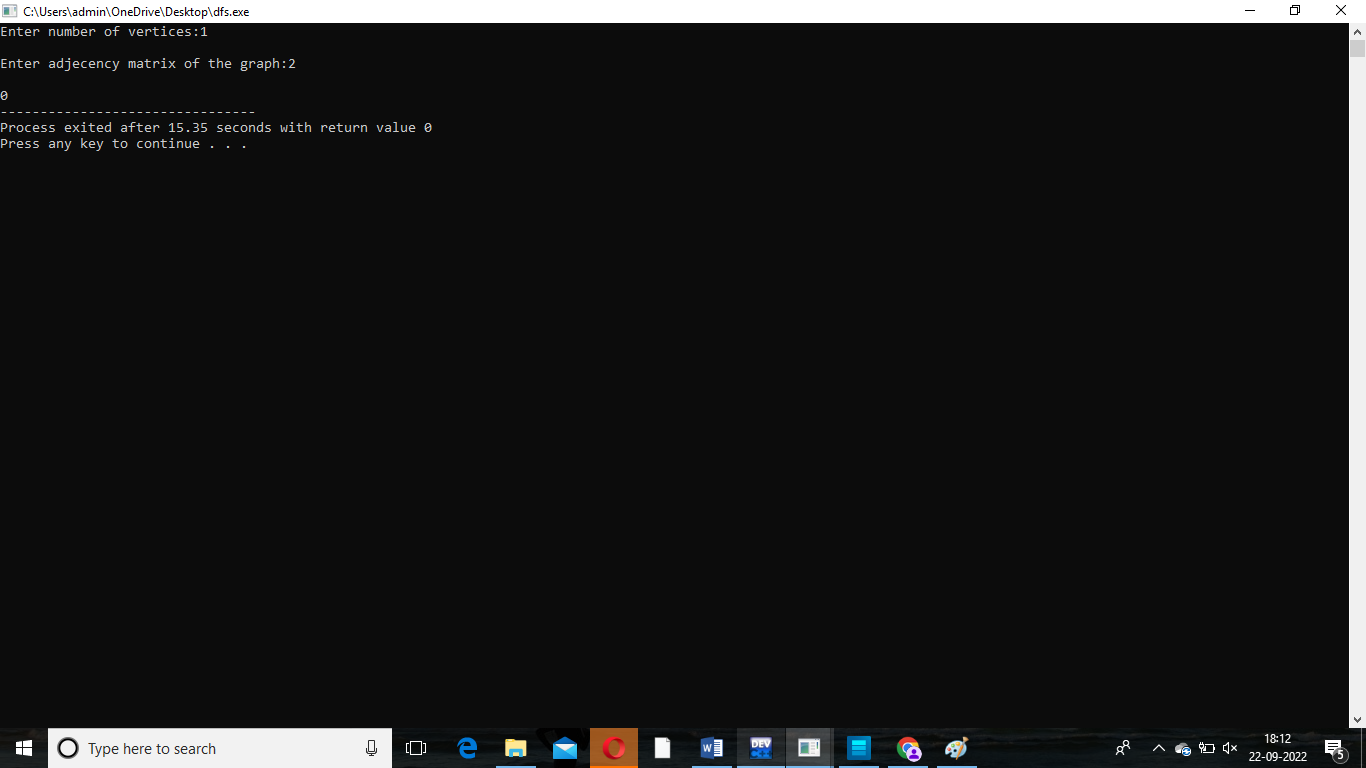 C:\Users\admin\OneDrive\Desktop\dfs.exe
Enter number of vertices:1
Enter adjecency matrix of the graph:2
0
--------------------------------
Process exited after 15.35 seconds with return value 0
Press any key to continue . . .
Type here to search
W
DEV
18:12
22-09-2022
5